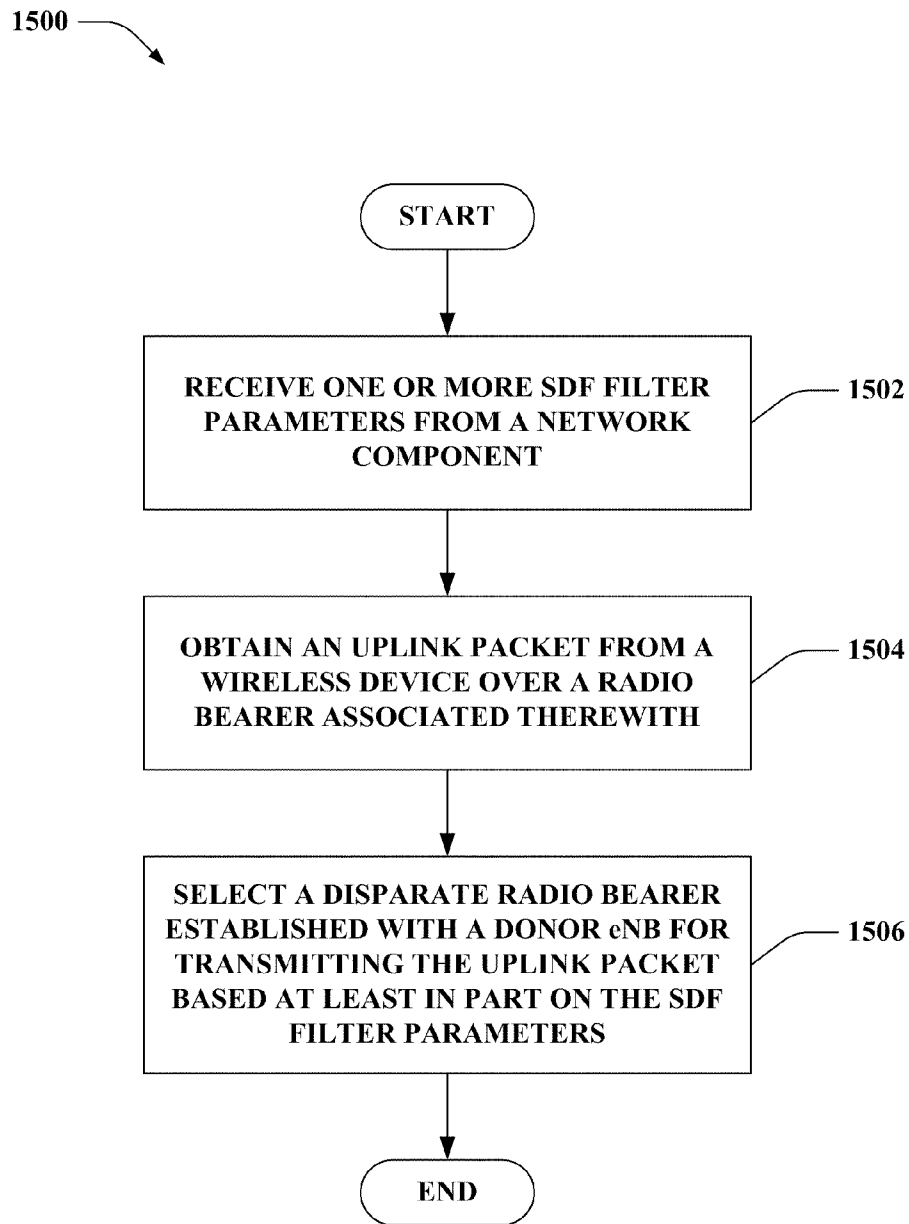 1500
START
RECEIVE ONE OR MORE SDF FILTER
PARAMETERS FROM A NETWORK
COMPONENT
1502
OBTAIN AN UPLINK PACKET FROM A
WIRELESS DEVICE OVER A RADIO
BEARER ASSOCIATED THEREWITH
1504
SELECT A DISPARATE RADIO BEARER
ESTABLISHED WITH A DONOR eNB FOR
TRANSMITTING THE UPLINK PACKET
BASED AT LEAST IN PART ON THE SDF
FILTER PARAMETERS
1506
END